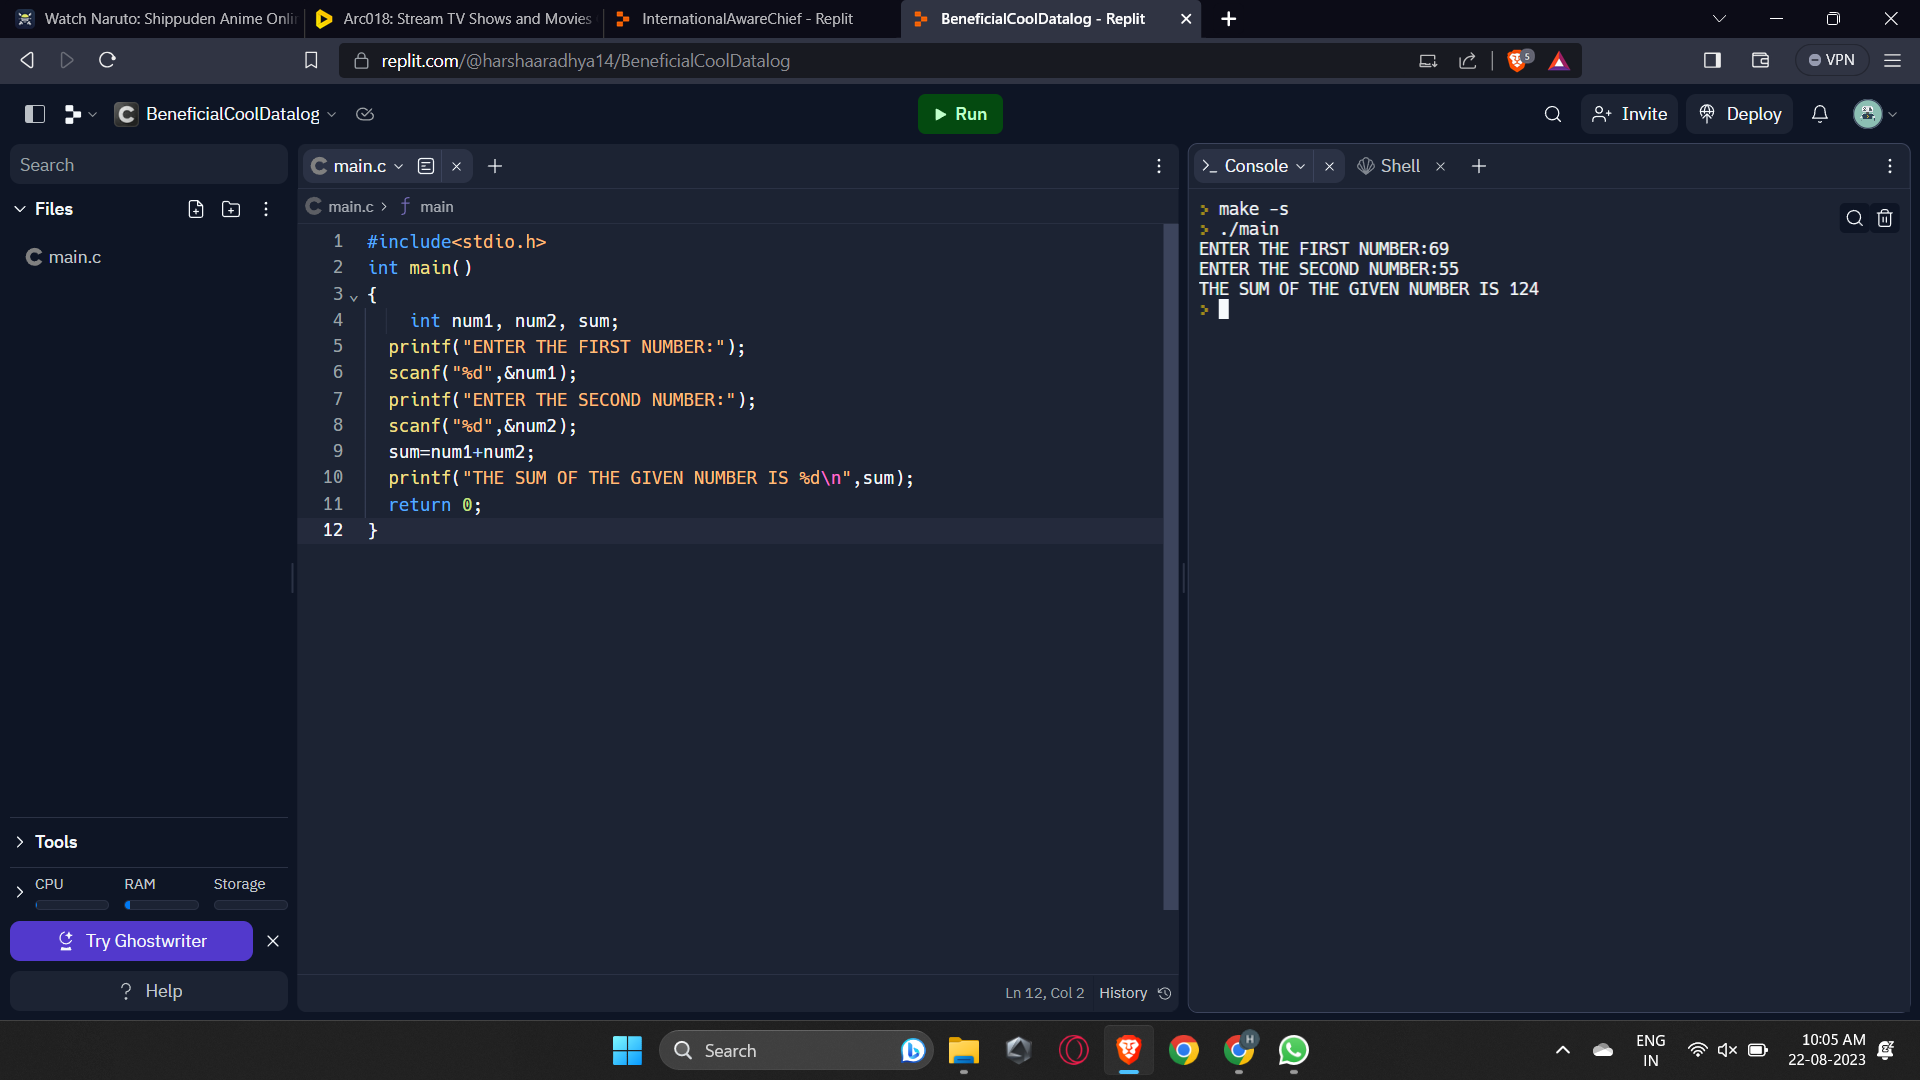 Watch Naruto: Shippuden Anime Onli
Arc018: Stream TV Shows and Movies
InternationalAwareChief - Replit
BeneficialCoolDatalog - Replit
replit.com/@harshaaradhya14/BeneficialCoolDatalog
5
VPN
BeneficialCoolDatalog
Run
Invite
Deploy
Search
Files
main.c
main.c
main.c > ƒ main
1 #include<stdio.h>
2 int main()
3 {
4 int num1, num2, sum;
5 printf("ENTER THE FIRST NUMBER:");
6 scanf("%d",&num1);
7 printf("ENTER THE SECOND NUMBER:");
8 scanf("%d",&num2);
9 sum=num1+num2;
10 printf("THE SUM OF THE GIVEN NUMBER IS %d\n",sum);
11 return 0;
12 }
Ln 12, Col 2 History
Console
Shell
> make -s
> ./main
ENTER THE FIRST NUMBER:69
ENTER THE SECOND NUMBER:55
THE SUM OF THE GIVEN NUMBER IS 124
>
Tools
CPU RAM Storage
Try Ghostwriter
? Help
Search
H
ENG
IN
10:05 AM
22-08-2023